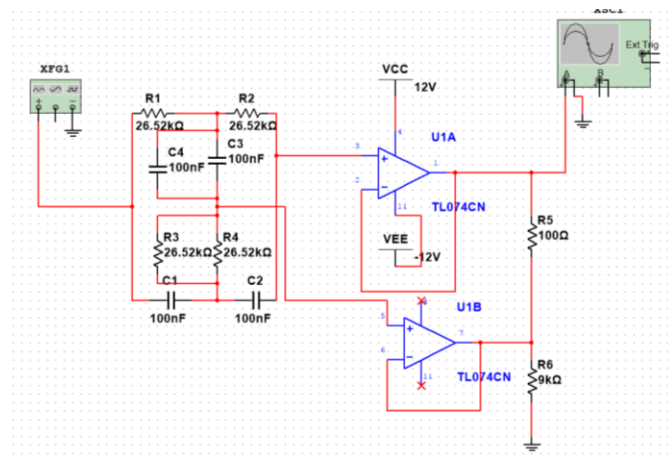 XSC1
XFG1
Ext Trig
VCC
12V
R1
R2
26.52kΩ
26.52kΩ
U1A
C4
C3
100nF
100nF
3
4
1
2
11
TL074CN
R5
100Ω
R3
R4
26.52kΩ
26.52kΩ
VEE
-12V
C1
C2
100nF
100nF
U1B
5
7
6
11
TL074CN
R6
9kΩ
A
B